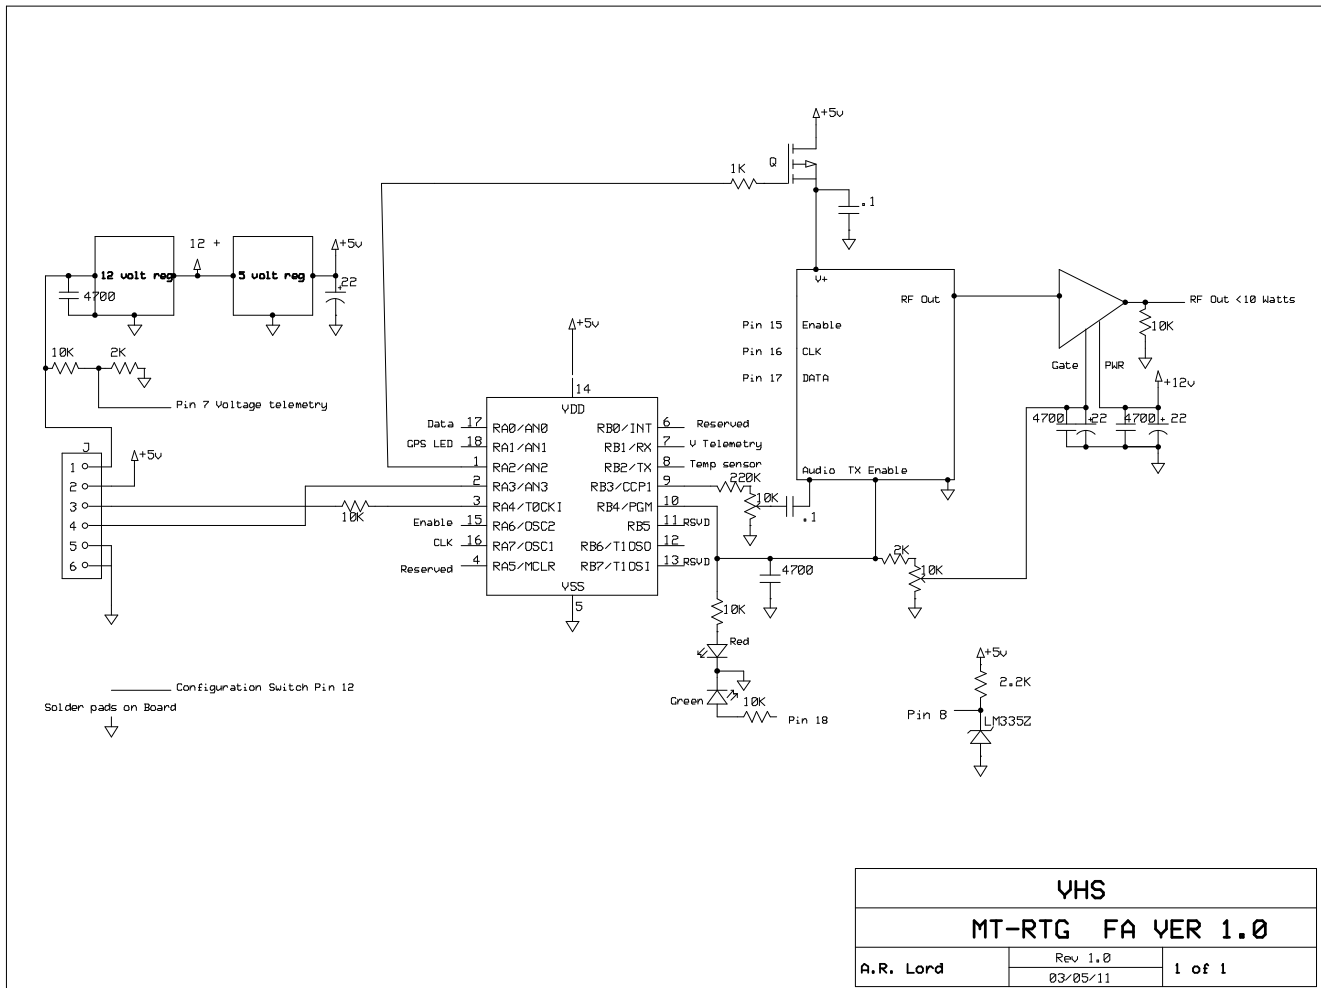 +5v
Q
1K
.1
12 +
+5v
12 volt reg
5 volt reg
22
4700
V+
RF Out
RF Out <10 Watts
+5v
Pin 15 Enable
Pin 16 CLK
Pin 17 DATA
10K
10K 2K
Gate PWR
+12v
14
VDD
Pin 7 Voltage telemetry
4700 22 4700 22
Data 17 RA0/AN0 RB0/INT 6 Reserved
GPS LED 18 RA1/AN1 RB1/RX 7 V Telemetry
1 RA2/AN2 RB2/TX 8 Temp sensor
2 RA3/AN3 RB3/CCP1 9 220K
3 RA4/T0CKI RB4/PGM 10 10K
Enable 15 RA6/OSC2 RB5 11 RSVD
CLK 16 RA7/OSC1 RB6/T1OSO 12
Reserved 4 RA5/MCLR RB7/T1OSI 13 RSVD
VSS
5
J
+5v
1
2
3
4
5
6
10K
Audio TX Enable
.1
2K
10K
4700
10K
Red
Green
10K
Pin 18
+5v
2.2K
Pin 8
LM335Z
Configuration Switch Pin 12
Solder pads on Board
VHS
MT-RTG FA VER 1.0
A.R. Lord
Rev 1.0
03/05/11
1 of 1